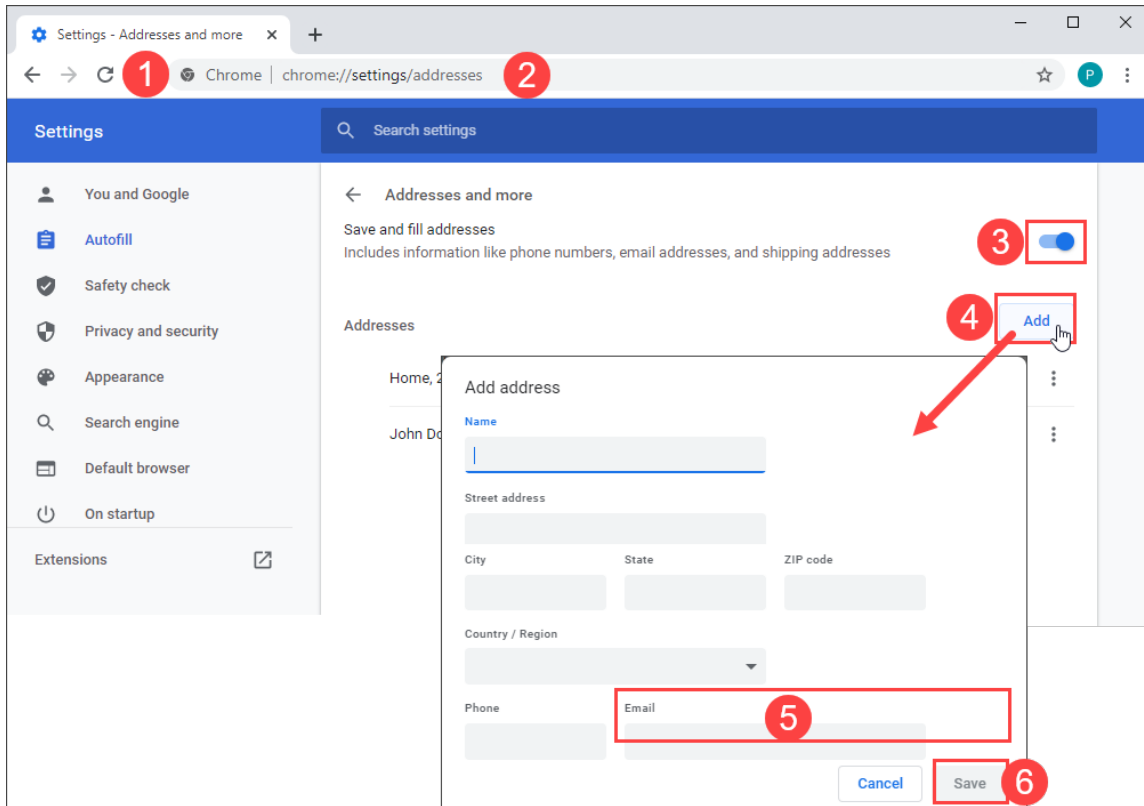 Settings - Addresses and more
1
Chrome
chrome://settings/addresses
2
P
Settings
Search settings
You and Google
Autofill
Safety check
Privacy and security
Appearance
Search engine
Default browser
On startup
Extensions
Addresses and more
Save and fill addresses
Includes information like phone numbers, email addresses, and shipping addresses
3
Addresses
4
Add
Home, 2
John Do
Add address
Name
Street address
City State ZIP code
Country / Region
Phone Email
5
Cancel Save
6